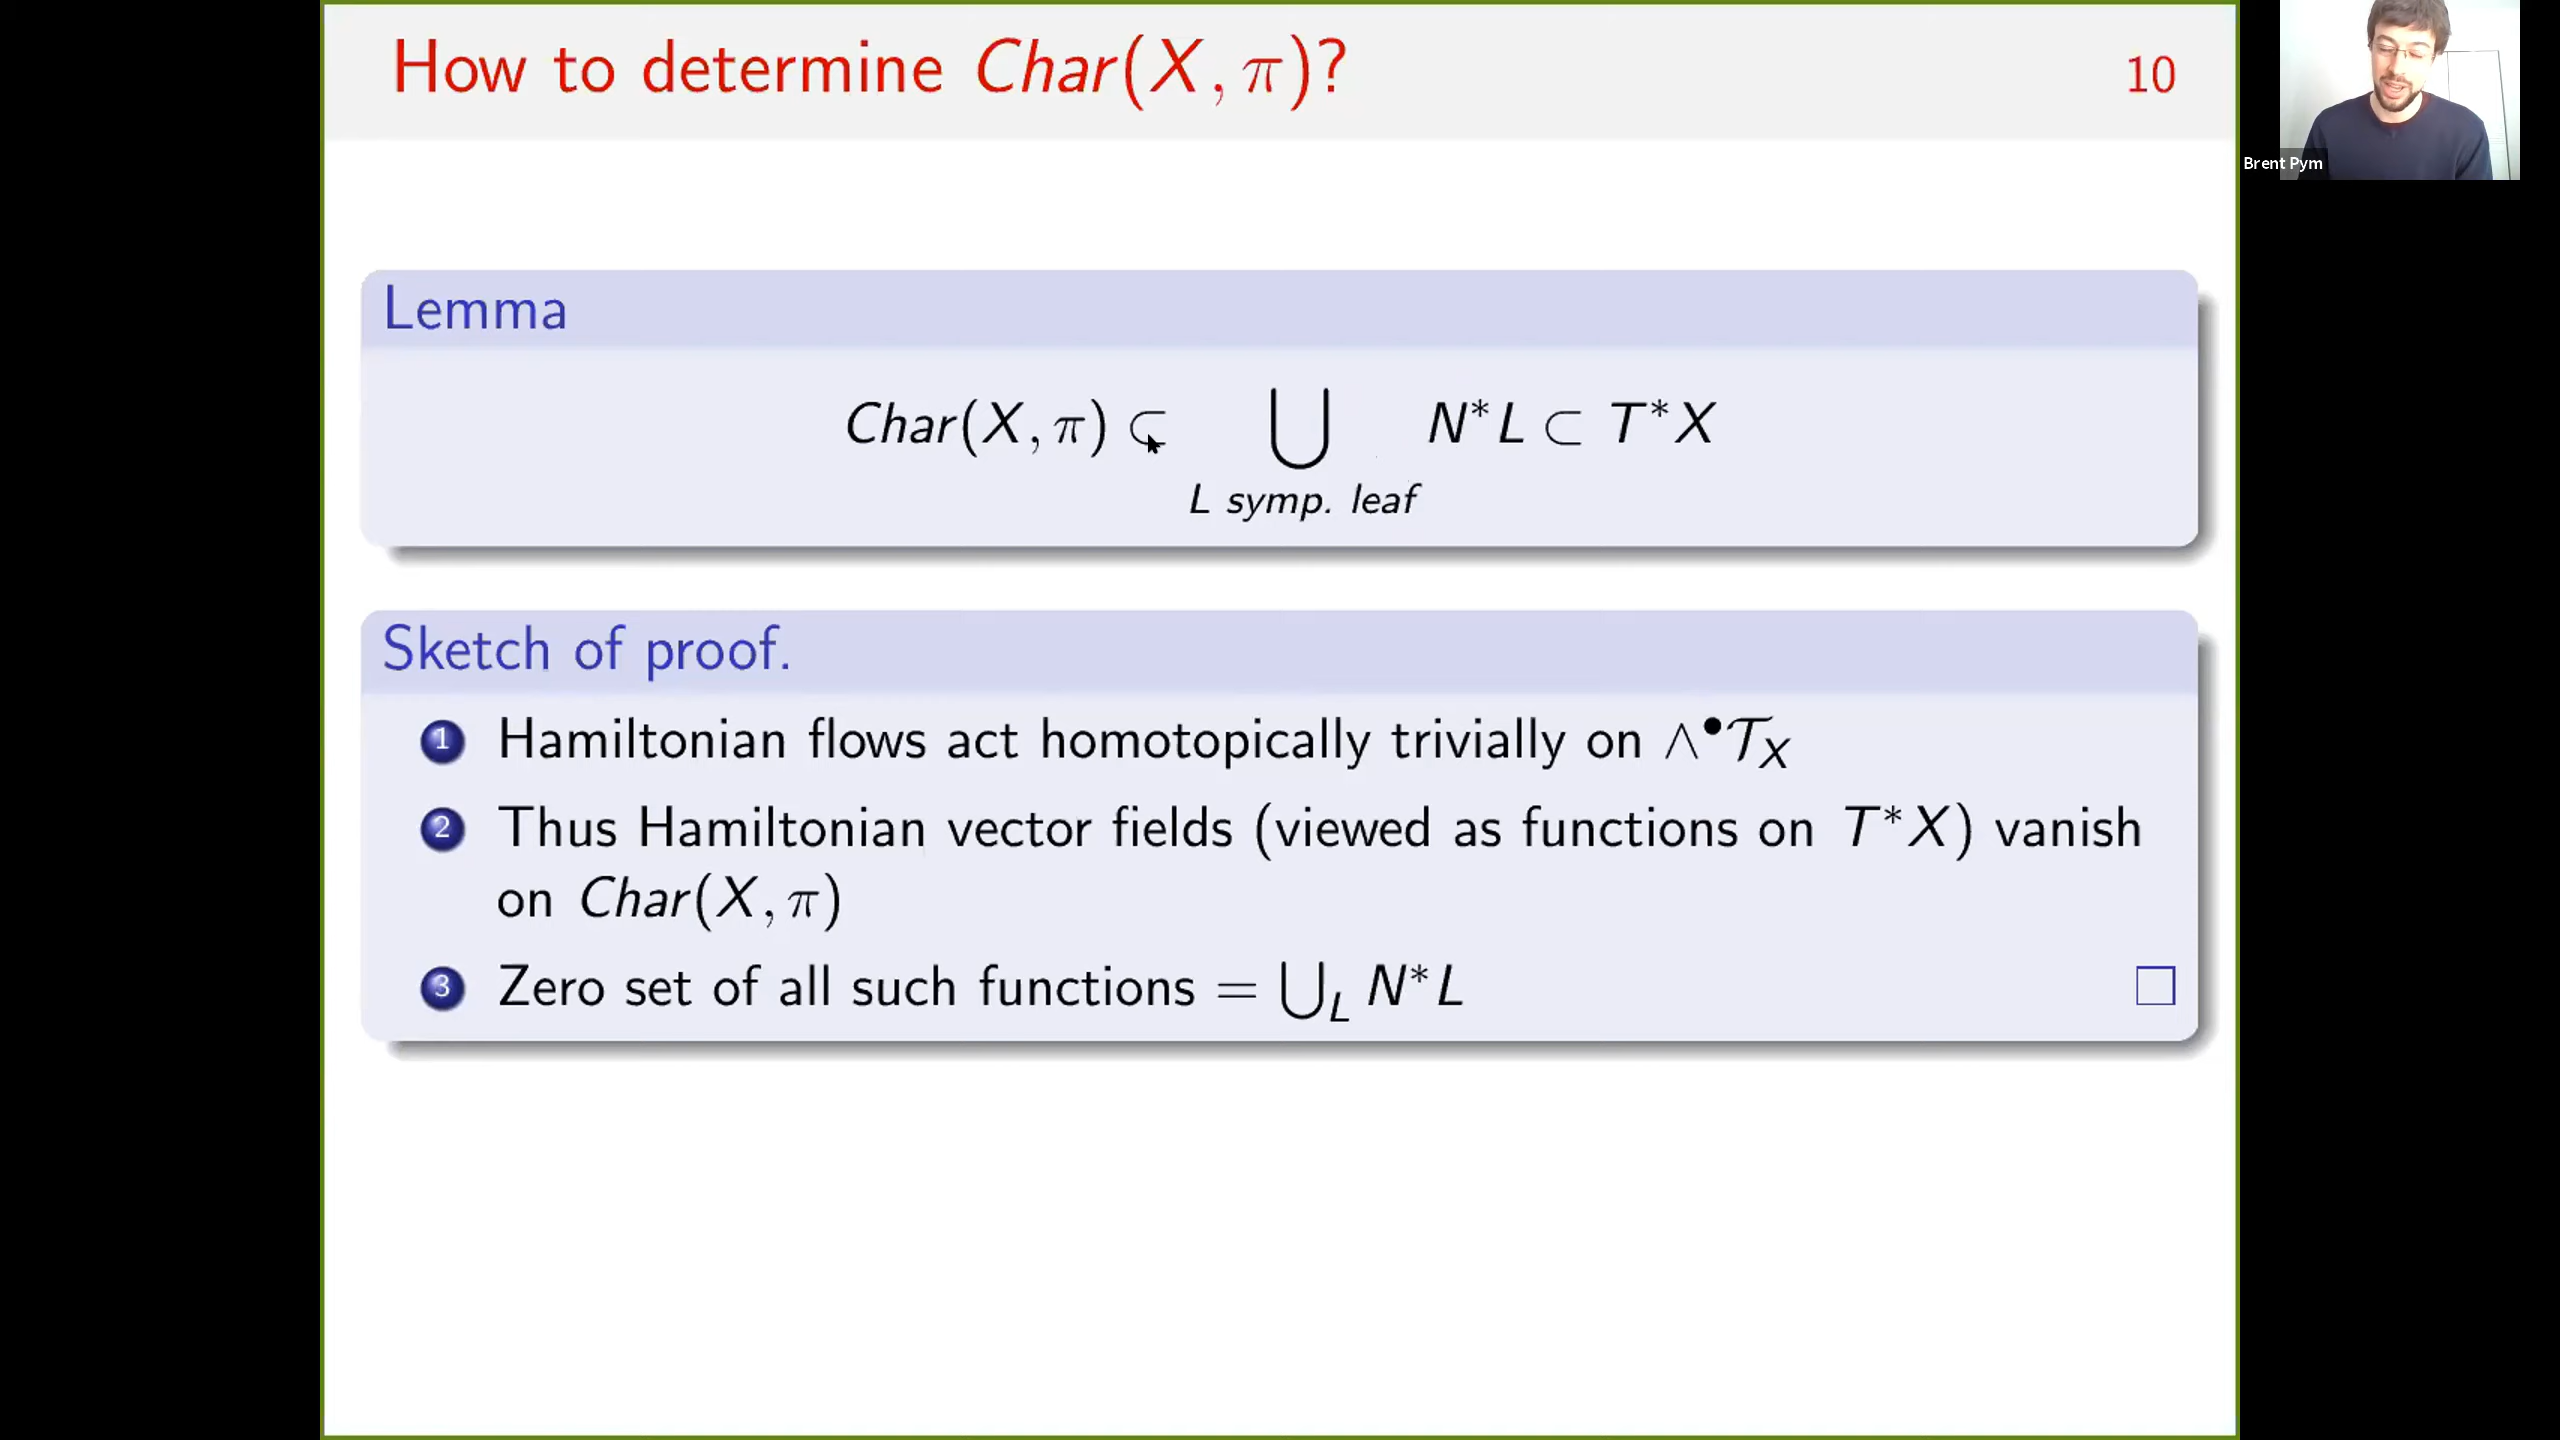 How to determine Char(X, π)?
10
Brent Pym
Lemma
Char(X, π) ⊂ ⋃ N*L ⊂ T*X
L symp. leaf
Sketch of proof.
1 Hamiltonian flows act homotopically trivially on ∧•𝒯_X
2 Thus Hamiltonian vector fields (viewed as functions on T*X) vanish
on Char(X, π)
3 Zero set of all such functions = ⋃_L N*L □